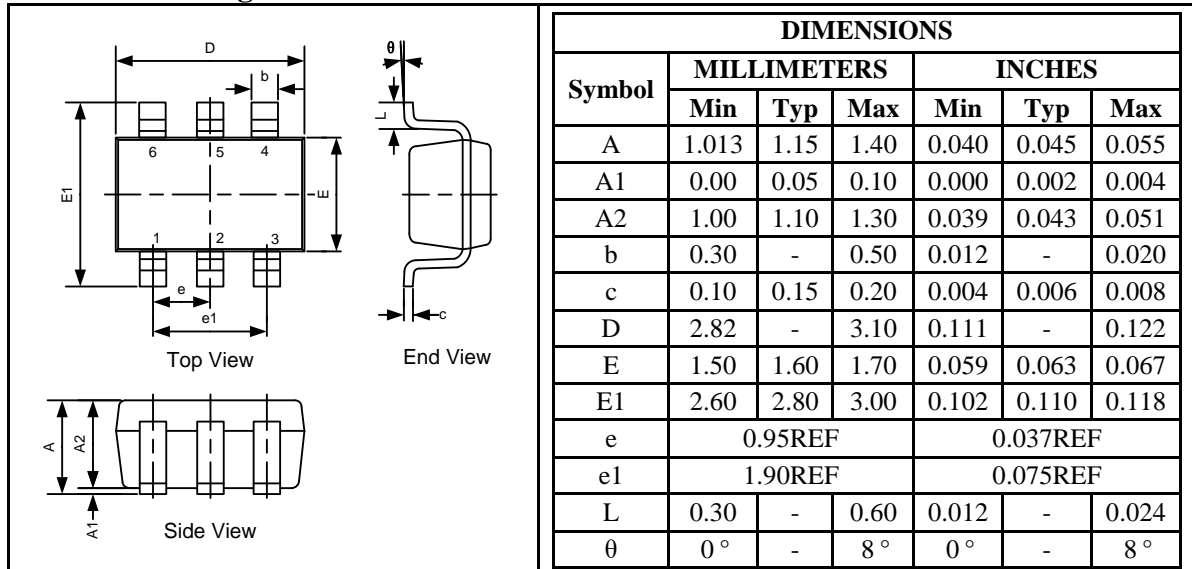 D
b
6 5 4
E1
E
1 2 3
e
e1
Top View
θ
L
c
End View
A
A2
A1
Side View
DIMENSIONS
Symbol MILLIMETERS INCHES
Min Typ Max Min Typ Max
A 1.013 1.15 1.40 0.040 0.045 0.055
A1 0.00 0.05 0.10 0.000 0.002 0.004
A2 1.00 1.10 1.30 0.039 0.043 0.051
b 0.30 - 0.50 0.012 - 0.020
c 0.10 0.15 0.20 0.004 0.006 0.008
D 2.82 - 3.10 0.111 - 0.122
E 1.50 1.60 1.70 0.059 0.063 0.067
E1 2.60 2.80 3.00 0.102 0.110 0.118
e 0.95REF 0.037REF
e1 1.90REF 0.075REF
L 0.30 - 0.60 0.012 - 0.024
θ 0 ° - 8 ° 0 ° - 8 °